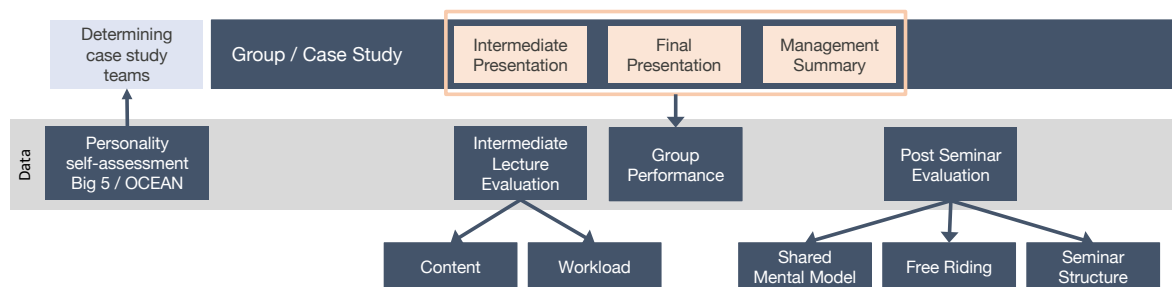 Determining
case study
teams
Group / Case Study
Intermediate
Presentation
Final
Presentation
Management
Summary
Data
Personality
self-assessment
Big 5 / OCEAN
Intermediate
Lecture
Evaluation
Group
Performance
Post Seminar
Evaluation
Content
Workload
Shared
Mental Model
Free Riding
Seminar
Structure